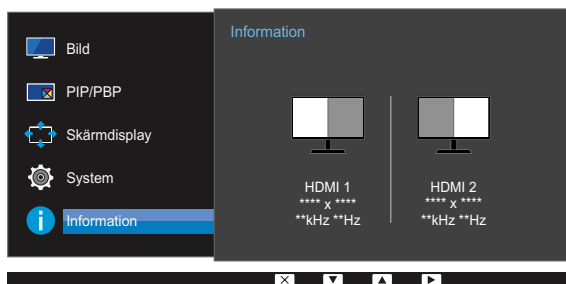 Bild
PIP/PBP
Skärmdisplay
System
Information
Information
HDMI 1
**** x ****
**kHz **Hz
HDMI 2
**** x ****
**kHz **Hz